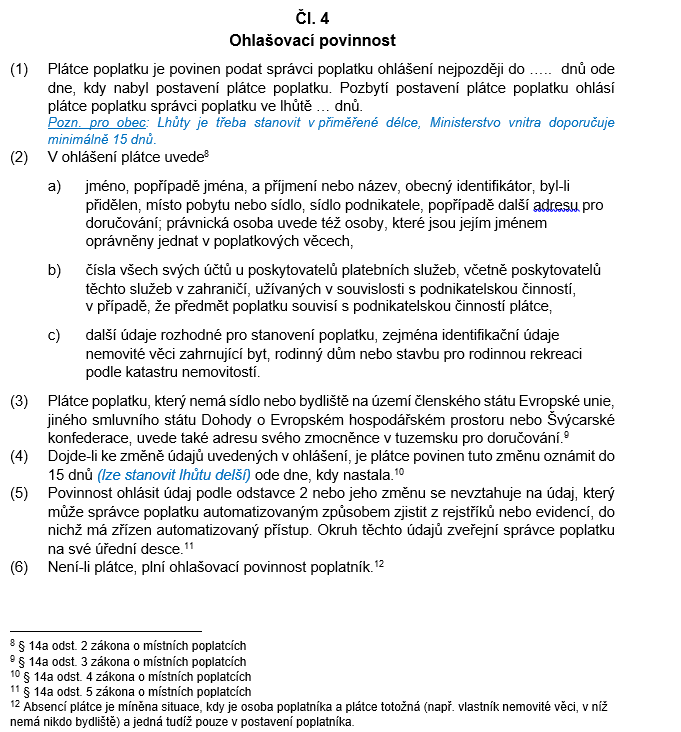 Čl. 4
Ohlašovací povinnost
(1) Plátce poplatku je povinen podat správci poplatku ohlášení nejpozději do ….. dnů ode
dne, kdy nabyl postavení plátce poplatku. Pozbytí postavení plátce poplatku ohlásí
plátce poplatku správci poplatku ve lhůtě … dnů.
Pozn. pro obec: Lhůty je třeba stanovit v přiměřené délce, Ministerstvo vnitra doporučuje
minimálně 15 dnů.
(2) V ohlášení plátce uvede8
a) jméno, popřípadě jména, a příjmení nebo název, obecný identifikátor, byl-li
přidělen, místo pobytu nebo sídlo, sídlo podnikatele, popřípadě další adresu pro
doručování; právnická osoba uvede též osoby, které jsou jejím jménem
oprávněny jednat v poplatkových věcech,
b) čísla všech svých účtů u poskytovatelů platebních služeb, včetně poskytovatelů
těchto služeb v zahraničí, užívaných v souvislosti s podnikatelskou činností,
v případě, že předmět poplatku souvisí s podnikatelskou činností plátce,
c) další údaje rozhodné pro stanovení poplatku, zejména identifikační údaje
nemovité věci zahrnující byt, rodinný dům nebo stavbu pro rodinnou rekreaci
podle katastru nemovitostí.
(3) Plátce poplatku, který nemá sídlo nebo bydliště na území členského státu Evropské unie,
jiného smluvního státu Dohody o Evropském hospodářském prostoru nebo Švýcarské
konfederace, uvede také adresu svého zmocněnce v tuzemsku pro doručování.9
(4) Dojde-li ke změně údajů uvedených v ohlášení, je plátce povinen tuto změnu oznámit do
15 dnů (lze stanovit lhůtu delší) ode dne, kdy nastala.10
(5) Povinnost ohlásit údaj podle odstavce 2 nebo jeho změnu se nevztahuje na údaj, který
může správce poplatku automatizovaným způsobem zjistit z rejstříků nebo evidencí, do
nichž má zřízen automatizovaný přístup. Okruh těchto údajů zveřejní správce poplatku
na své úřední desce.11
(6) Není-li plátce, plní ohlašovací povinnost poplatník.12
8 § 14a odst. 2 zákona o místních poplatcích
9 § 14a odst. 3 zákona o místních poplatcích
10 § 14a odst. 4 zákona o místních poplatcích
11 § 14a odst. 5 zákona o místních poplatcích
12 Absencí plátce je míněna situace, kdy je osoba poplatníka a plátce totožná (např. vlastník nemovité věci, v níž
nemá nikdo bydliště) a jedná tudíž pouze v postavení poplatníka.